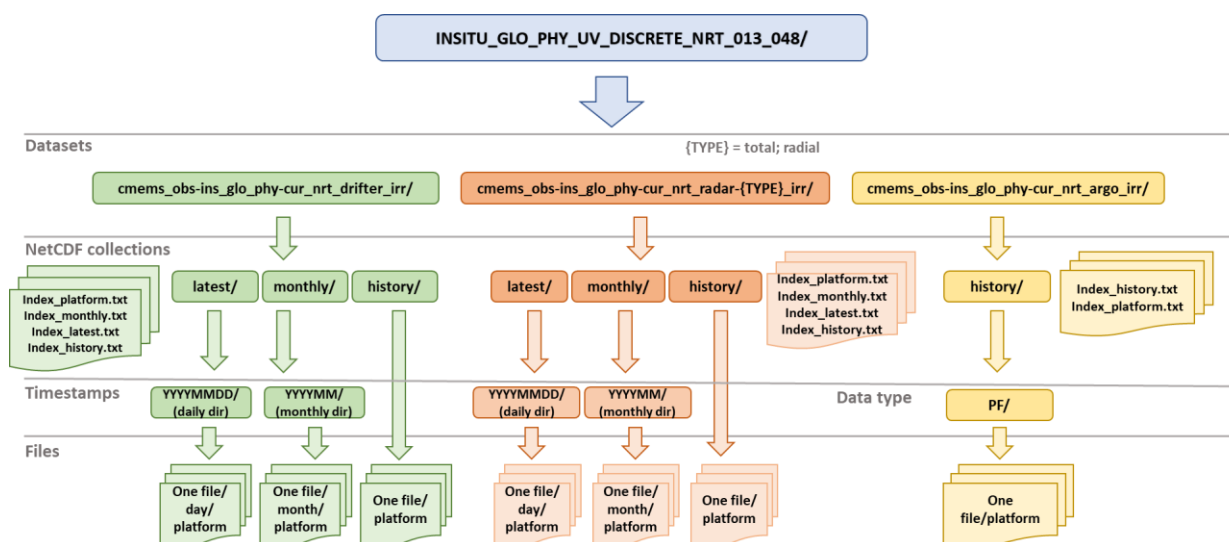 INSITU_GLO_PHY_UV_DISCRETE_NRT_013_048/
Datasets
{TYPE} = total; radial
cmems_obs-ins_glo_phy-cur_nrt_drifter_irr/
cmems_obs-ins_glo_phy-cur_nrt_radar-{TYPE}_irr/
cmems_obs-ins_glo_phy-cur_nrt_argo_irr/
NetCDF collections
Index_platform.txt
Index_monthly.txt
Index_latest.txt
Index_history.txt
latest/
monthly/
history/
latest/
monthly/
history/
Index_platform.txt
Index_monthly.txt
Index_latest.txt
Index_history.txt
history/
Index_history.txt
Index_platform.txt
Timestamps
YYYYMMDD/
(daily dir)
YYYYMM/
(monthly dir)
YYYYMMDD/
(daily dir)
YYYYMM/
(monthly dir)
Data type
PF/
Files
One file/
day/
platform
One file/
month/
platform
One file/
platform
One file/
day/
platform
One file/
month/
platform
One file/
platform
One
file/platform